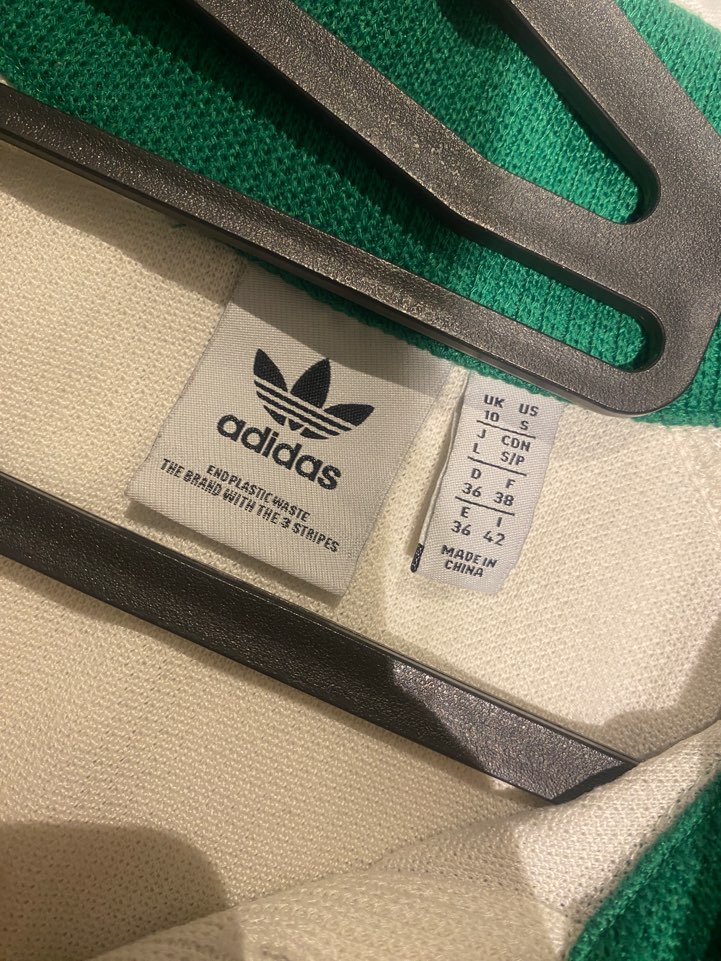 adidas
END PLASTIC WASTE
THE BRAND WITH THE 3 STRIPES
UK US
10 S
J CDN
L S/P
D F
36 38
E I
36 42
MADE IN
CHINA